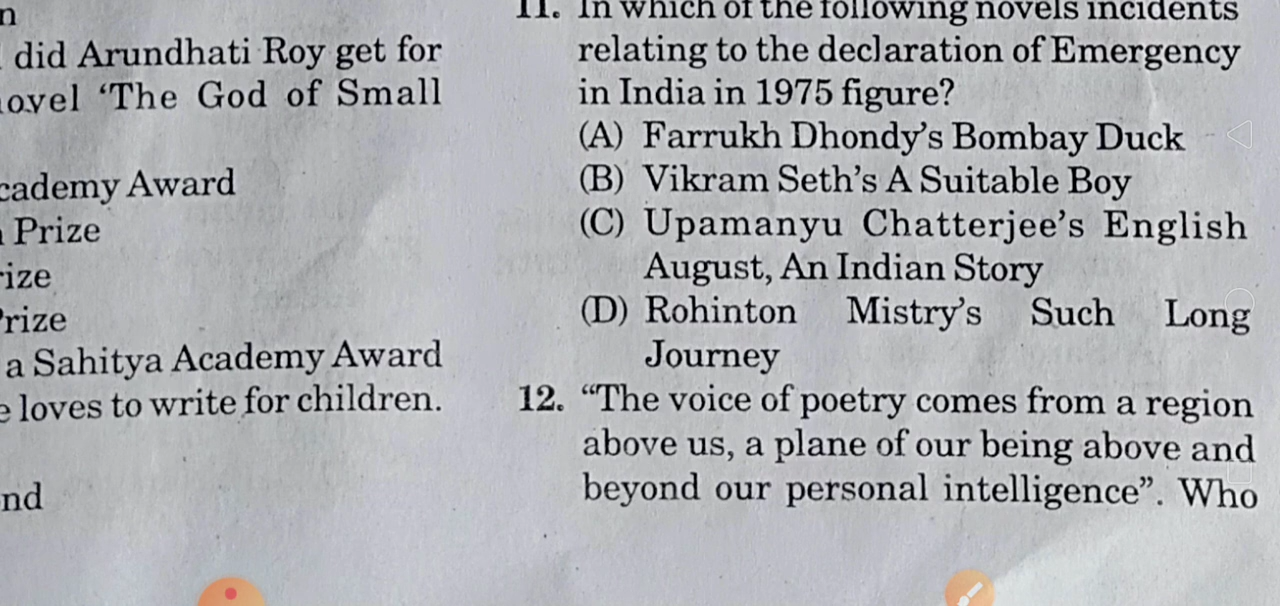 n
did Arundhati Roy get for
ovel ‘The God of Small
cademy Award
Prize
rize
rize
a Sahitya Academy Award
e loves to write for children.
nd
11. In which of the following novels incidents
relating to the declaration of Emergency
in India in 1975 figure?
(A) Farrukh Dhondy’s Bombay Duck
(B) Vikram Seth’s A Suitable Boy
(C) Upamanyu Chatterjee’s English
August, An Indian Story
(D) Rohinton Mistry’s Such Long
Journey
12. “The voice of poetry comes from a region
above us, a plane of our being above and
beyond our personal intelligence”. Who